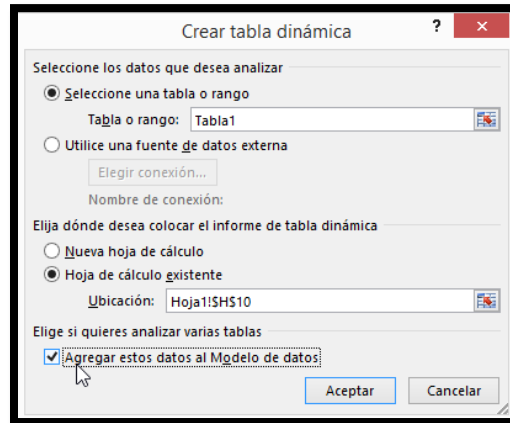 Crear tabla dinámica
Seleccione los datos que desea analizar
Seleccione una tabla o rango
Tabla o rango: Tabla1
Utilice una fuente de datos externa
Elegir conexión...
Nombre de conexión:
Elija dónde desea colocar el informe de tabla dinámica
Nueva hoja de cálculo
Hoja de cálculo existente
Ubicación: Hoja1!$H$10
Elige si quieres analizar varias tablas
Agregar estos datos al Modelo de datos
Aceptar Cancelar